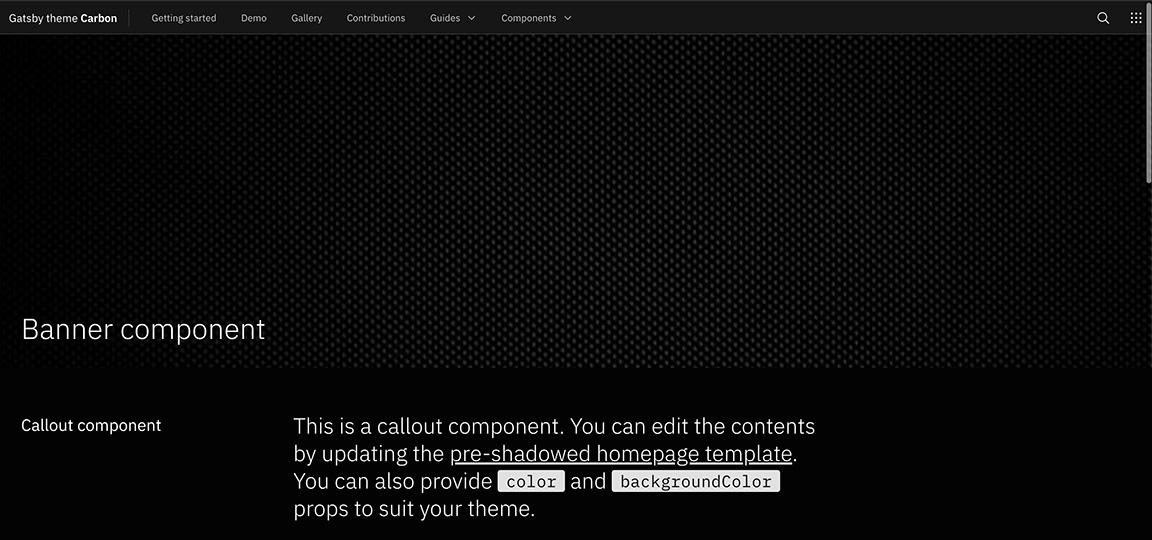 Gatsby theme Carbon Getting started Demo Gallery Contributions Guides Components
Banner component
Callout component
This is a callout component. You can edit the contents
by updating the pre-shadowed homepage template.
You can also provide color and backgroundColor
props to suit your theme.